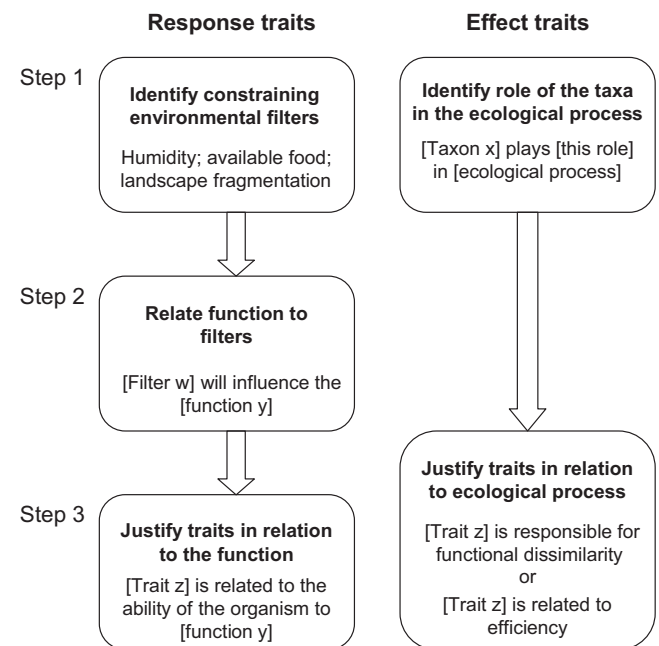 Response traits
Effect traits
Step 1
Identify constraining
environmental filters
Humidity; available food;
landscape fragmentation
Identify role of the taxa
in the ecological process
[Taxon x] plays [this role]
in [ecological process]
Step 2
Relate function to
filters
[Filter w] will influence the
[function y]
Step 3
Justify traits in relation
to the function
[Trait z] is related to the
ability of the organism to
[function y]
Justify traits in relation
to ecological process
[Trait z] is responsible for
functional dissimilarity
or
[Trait z] is related to
efficiency